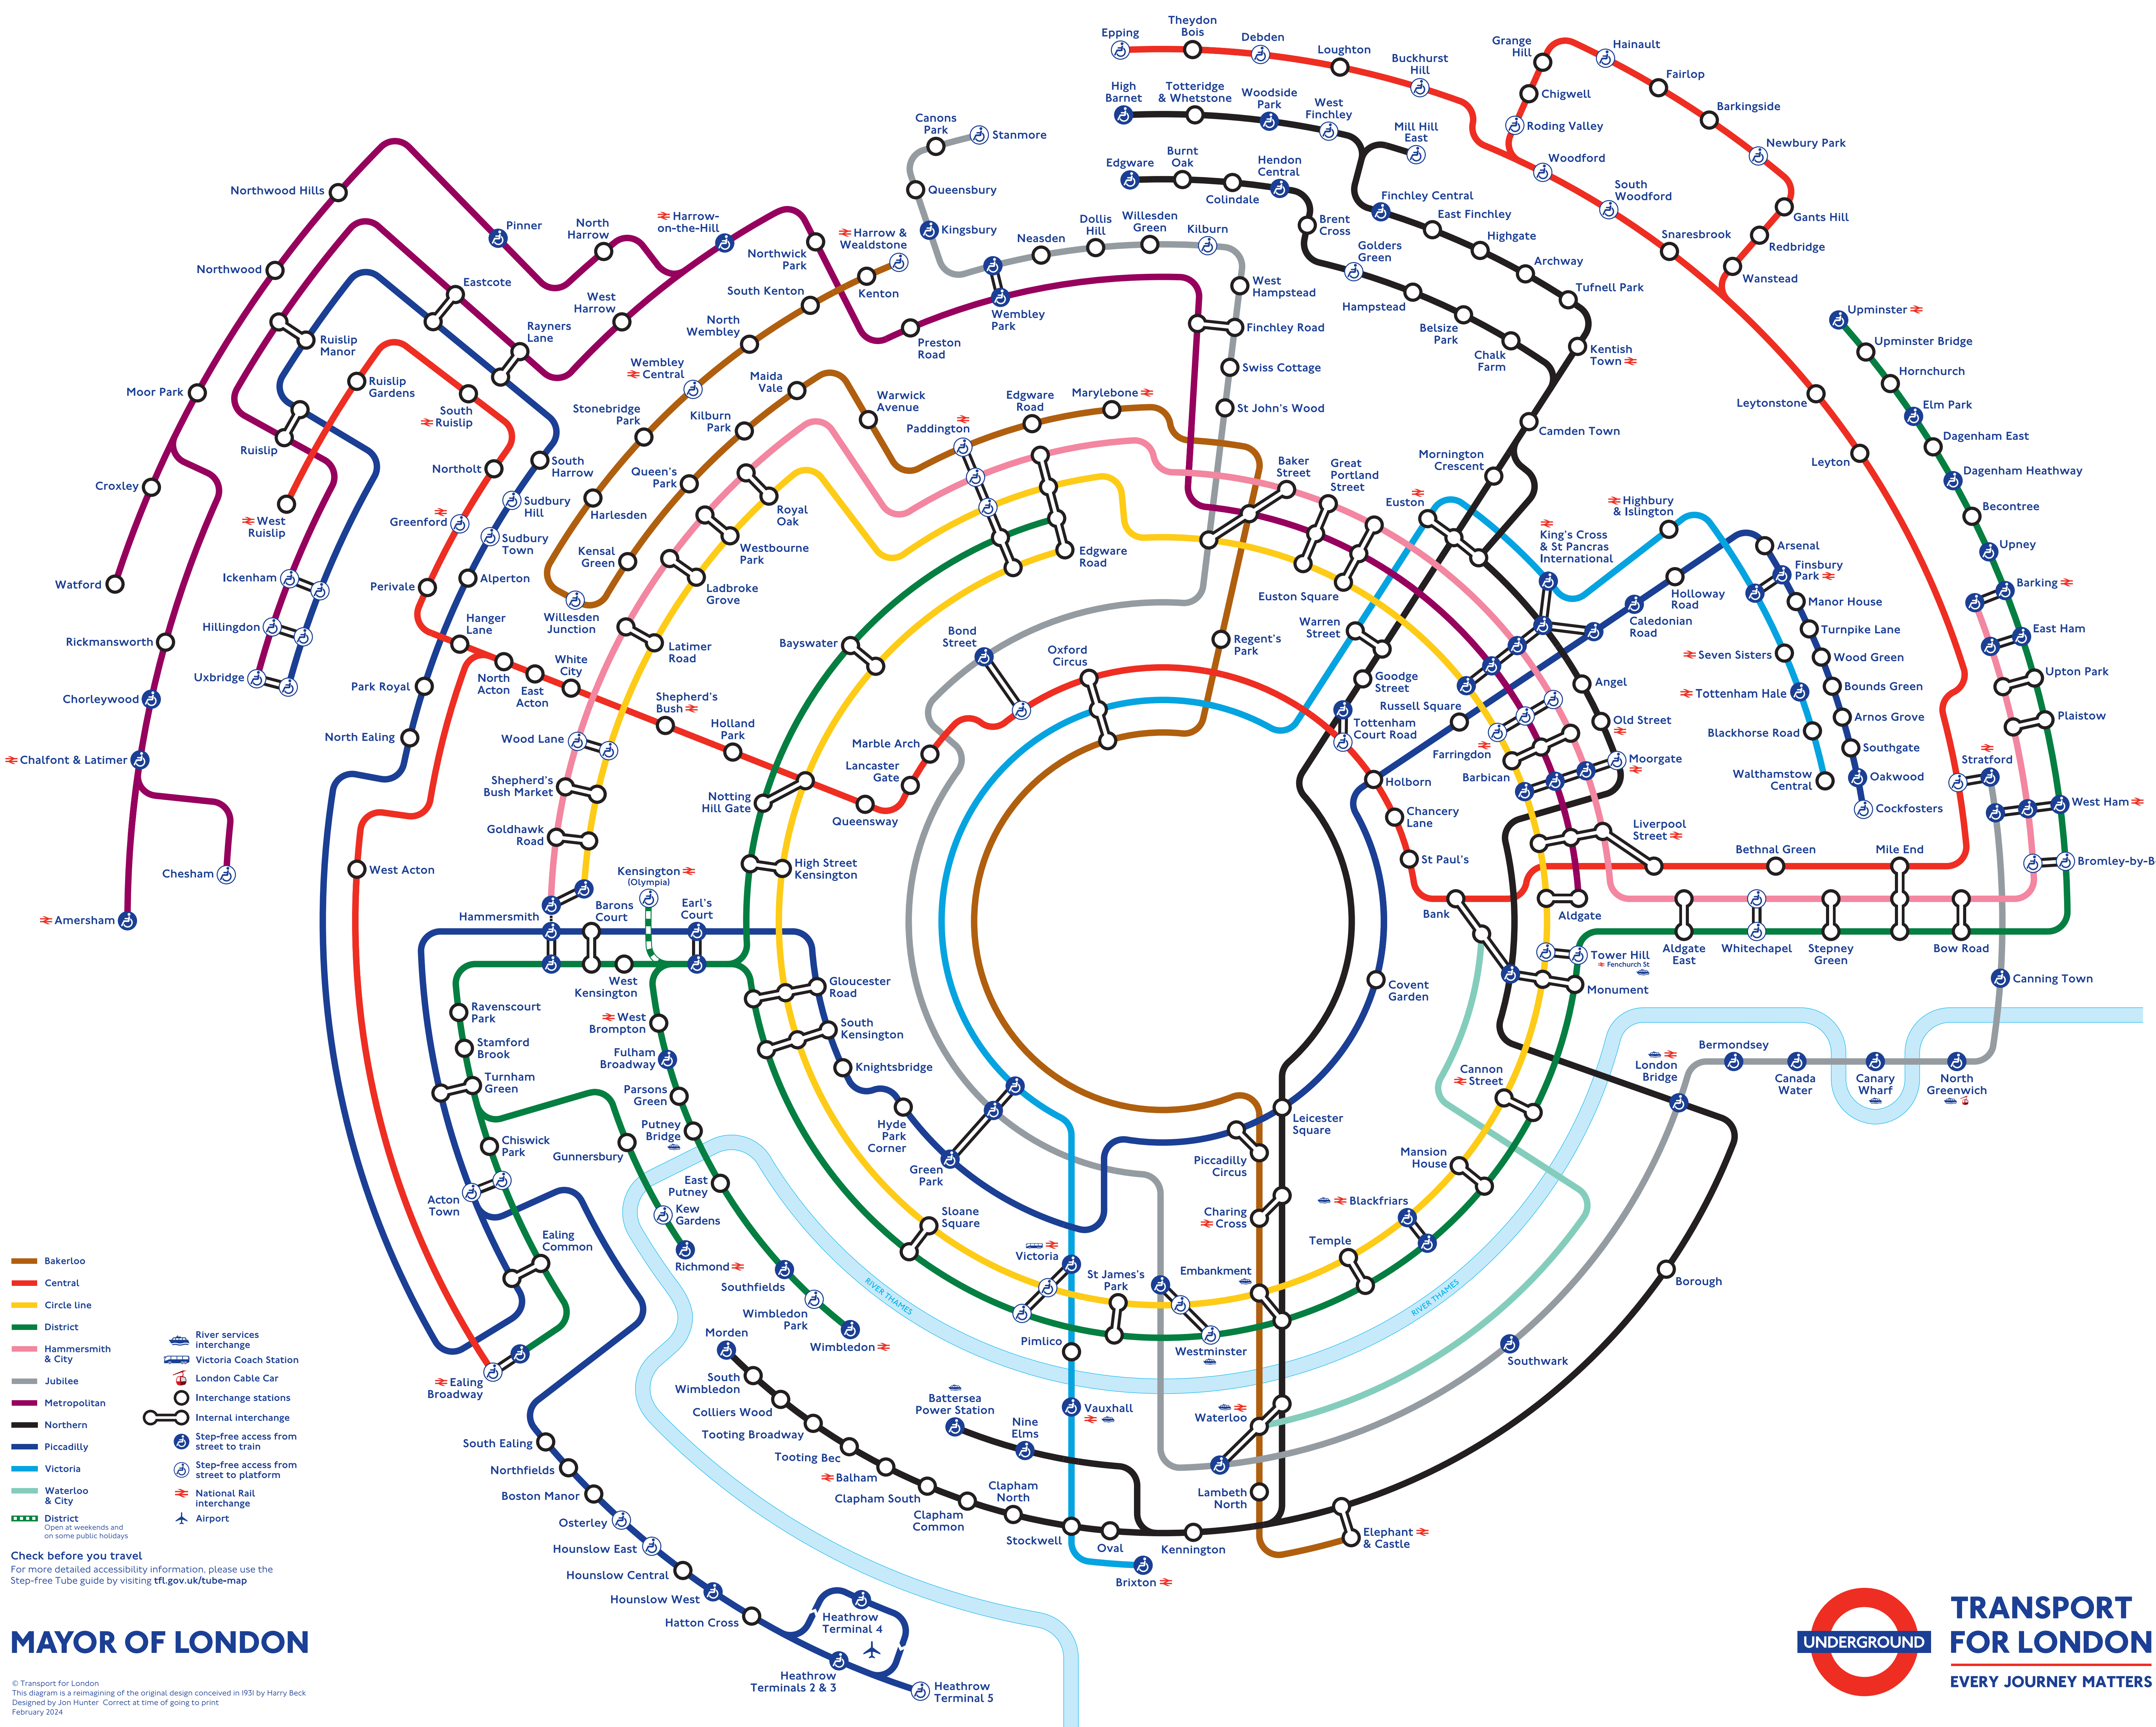 Epping
Theydon
Bois
Debden
Loughton
Buckhurst
Hill
Grange
Hill
Hainault
Fairlop
Chigwell
Barkingside
Roding Valley
Newbury Park
Woodford
South
Woodford
Gants Hill
Snaresbrook
Redbridge
Wanstead
High
Barnet
Totteridge
& Whetstone
Woodside
Park
West
Finchley
Mill Hill
East
Edgware
Burnt
Oak
Colindale
Hendon
Central
Finchley Central
East Finchley
Highgate
Archway
Tufnell Park
Kentish
Town
Brent
Cross
Golders
Green
Hampstead
Belsize
Park
Chalk
Farm
Camden Town
Mornington
Crescent
Canons
Park
Stanmore
Queensbury
Kingsbury
Neasden
Dollis
Hill
Willesden
Green
Kilburn
West
Hampstead
Finchley Road
Swiss Cottage
St John's Wood
Wembley
Park
Preston
Road
Northwick
Park
Harrow &
Wealdstone
Kenton
South Kenton
North
Wembley
Wembley
Central
Stonebridge
Park
Harlesden
Willesden
Junction
Kensal
Green
Queen's
Park
Kilburn
Park
Maida
Vale
Warwick
Avenue
Paddington
Edgware
Road
Marylebone
Northwood Hills
Pinner
North
Harrow
Harrow-
on-the-Hill
Northwood
Eastcote
West
Harrow
Rayners
Lane
Ruislip
Manor
Ruislip
Gardens
South
Ruislip
Moor Park
Ruislip
Northolt
South
Harrow
Croxley
West
Ruislip
Greenford
Sudbury
Hill
Sudbury
Town
Watford
Ickenham
Perivale
Alperton
Rickmansworth
Hillingdon
Hanger
Lane
Uxbridge
Park Royal
North
Acton
East
Acton
White
City
Chorleywood
North Ealing
Chalfont & Latimer
West Acton
Chesham
Amersham
Royal
Oak
Westbourne
Park
Ladbroke
Grove
Latimer
Road
Wood Lane
Shepherd's
Bush
Holland
Park
Shepherd's
Bush Market
Goldhawk
Road
Notting
Hill Gate
Queensway
Lancaster
Gate
Marble Arch
Bayswater
Edgware
Road
Bond
Street
Oxford
Circus
Regent's
Park
Baker
Street
Great
Portland
Street
Euston Square
Euston
Warren
Street
Goodge
Street
Tottenham
Court Road
Russell Square
Holborn
Chancery
Lane
St Paul's
Farringdon
Barbican
Angel
Old Street
Moorgate
King's Cross
& St Pancras
International
Highbury
& Islington
Holloway
Road
Caledonian
Road
Arsenal
Finsbury
Park
Manor House
Turnpike Lane
Wood Green
Bounds Green
Arnos Grove
Southgate
Oakwood
Cockfosters
Seven Sisters
Tottenham Hale
Blackhorse Road
Walthamstow
Central
Leytonstone
Leyton
Stratford
Upminster
Upminster Bridge
Hornchurch
Elm Park
Dagenham East
Dagenham Heathway
Becontree
Upney
Barking
East Ham
Upton Park
Plaistow
West Ham
Bromley-by-B
Liverpool
Street
Bethnal Green
Mile End
Bank
Aldgate
Aldgate
East
Whitechapel
Stepney
Green
Bow Road
Tower Hill
Fenchurch St
Monument
Canning Town
Hammersmith
Barons
Court
Kensington
(Olympia)
Earl's
Court
High Street
Kensington
West
Kensington
Gloucester
Road
South
Kensington
Knightsbridge
Hyde
Park
Corner
Green
Park
Ravenscourt
Park
Stamford
Brook
Turnham
Green
Chiswick
Park
Acton
Town
Ealing
Common
Ealing
Broadway
Gunnersbury
Kew
Gardens
Richmond
West
Brompton
Fulham
Broadway
Parsons
Green
Putney
Bridge
East
Putney
Southfields
Wimbledon
Park
Wimbledon
Sloane
Square
Victoria
St James's
Park
Westminster
Embankment
Temple
Blackfriars
Mansion
House
Cannon
Street
Covent
Garden
Leicester
Square
Piccadilly
Circus
Charing
Cross
London
Bridge
Bermondsey
Canada
Water
Canary
Wharf
North
Greenwich
Borough
Southwark
RIVER THAMES
RIVER THAMES
Pimlico
Vauxhall
Waterloo
Lambeth
North
Elephant
& Castle
Battersea
Power Station
Nine
Elms
Morden
South
Wimbledon
Colliers Wood
Tooting Broadway
Tooting Bec
Balham
Clapham South
Clapham
Common
Clapham
North
Stockwell
Oval
Kennington
Brixton
South Ealing
Northfields
Boston Manor
Osterley
Hounslow East
Hounslow Central
Hounslow West
Hatton Cross
Heathrow
Terminal 4
Heathrow
Terminals 2 & 3
Heathrow
Terminal 5
Bakerloo
Central
Circle line
District
Hammersmith
& City
Jubilee
Metropolitan
Northern
Piccadilly
Victoria
Waterloo
& City
District
Open at weekends and
on some public holidays
River services
interchange
Victoria Coach Station
London Cable Car
Interchange stations
Internal interchange
Step-free access from
street to train
Step-free access from
street to platform
National Rail
interchange
Airport
Check before you travel
For more detailed accessibility information, please use the
Step-free Tube guide by visiting tfl.gov.uk/tube-map
MAYOR OF LONDON
© Transport for London
This diagram is a reimagining of the original design conceived in 1931 by Harry Beck
Designed by Jon Hunter Correct at time of going to print
February 2024
UNDERGROUND
TRANSPORT
FOR LONDON
EVERY JOURNEY MATTERS